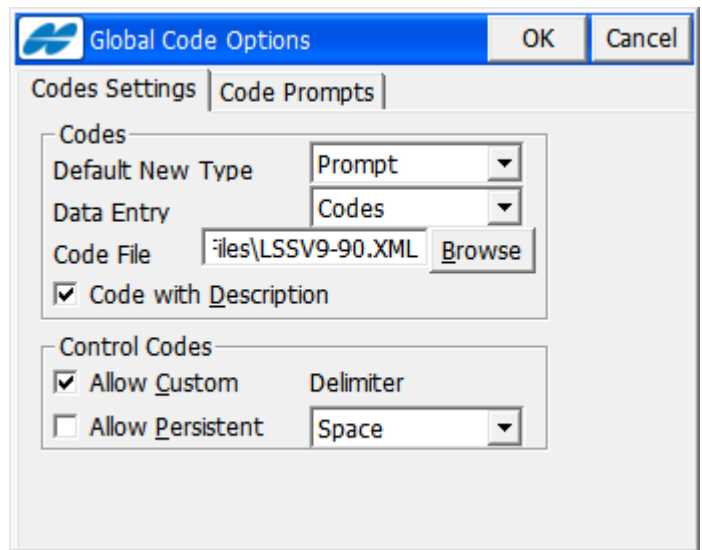 Global Code Options OK Cancel
Codes Settings Code Prompts
Codes
Default New Type Prompt
Data Entry Codes
Code File iles\LSSV9-90.XML Browse
Code with Description
Control Codes
Allow Custom Delimiter
Allow Persistent Space